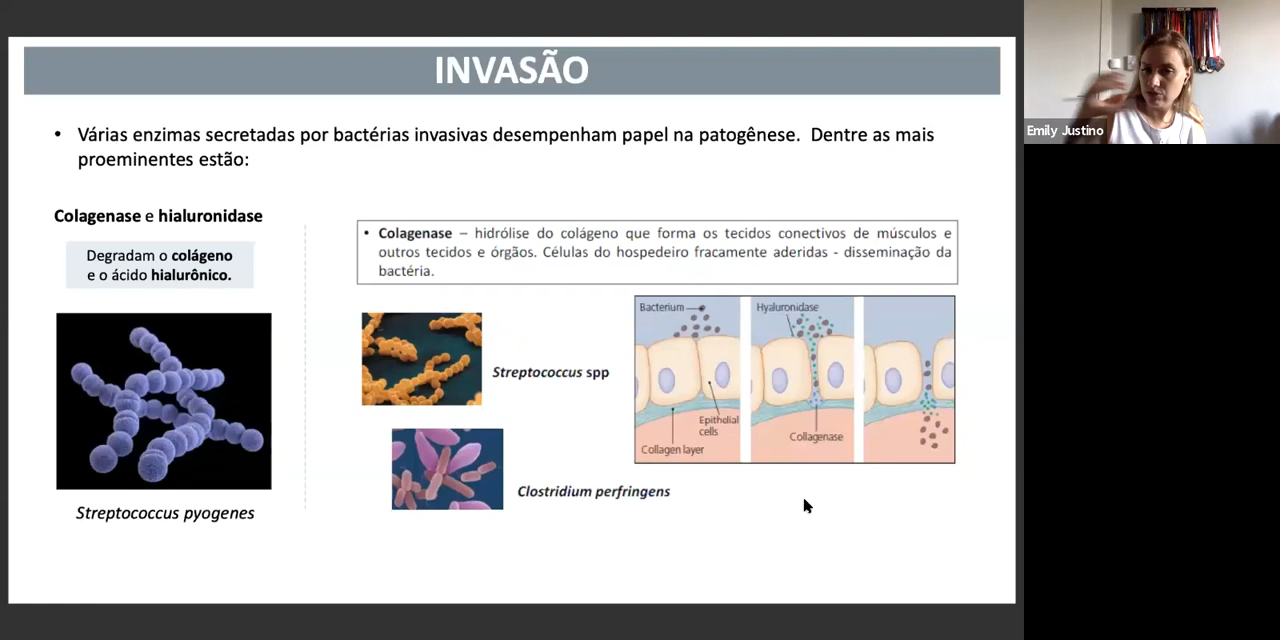 INVASÃO
• Várias enzimas secretadas por bactérias invasivas desempenham papel na patogênese. Dentre as mais
proeminentes estão:
Colagenase e hialuronidase
Degradam o colágeno
e o ácido hialurônico.
Streptococcus pyogenes
• Colagenase – hidrólise do colágeno que forma os tecidos conectivos de músculos e
outros tecidos e órgãos. Células do hospedeiro fracamente aderidas - disseminação da
bactéria.
Streptococcus spp
Clostridium perfringens
Bacterium
Epithelial
cells
Collagen layer
Hyaluronidase
Collagenase
Emily Justino